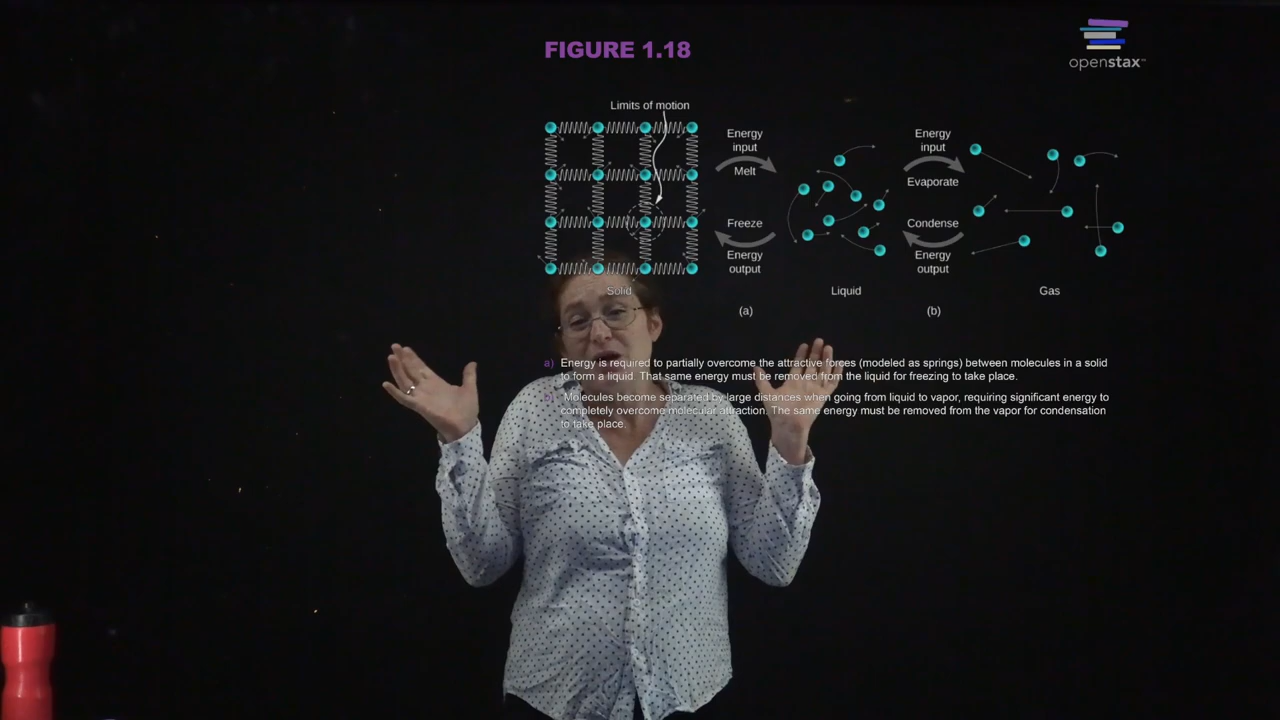 FIGURE 1.18
openstax™
Limits of motion
Energy
input
Melt
Freeze
Energy
output
Energy
input
Evaporate
Condense
Energy
output
Solid
Liquid
Gas
(a)
(b)
a) Energy is required to partially overcome the attractive forces (modeled as springs) between molecules in a solid
to form a liquid. That same energy must be removed from the liquid for freezing to take place.
b) Molecules become separated by large distances when going from liquid to vapor, requiring significant energy to
completely overcome molecular attraction. The same energy must be removed from the vapor for condensation
to take place.